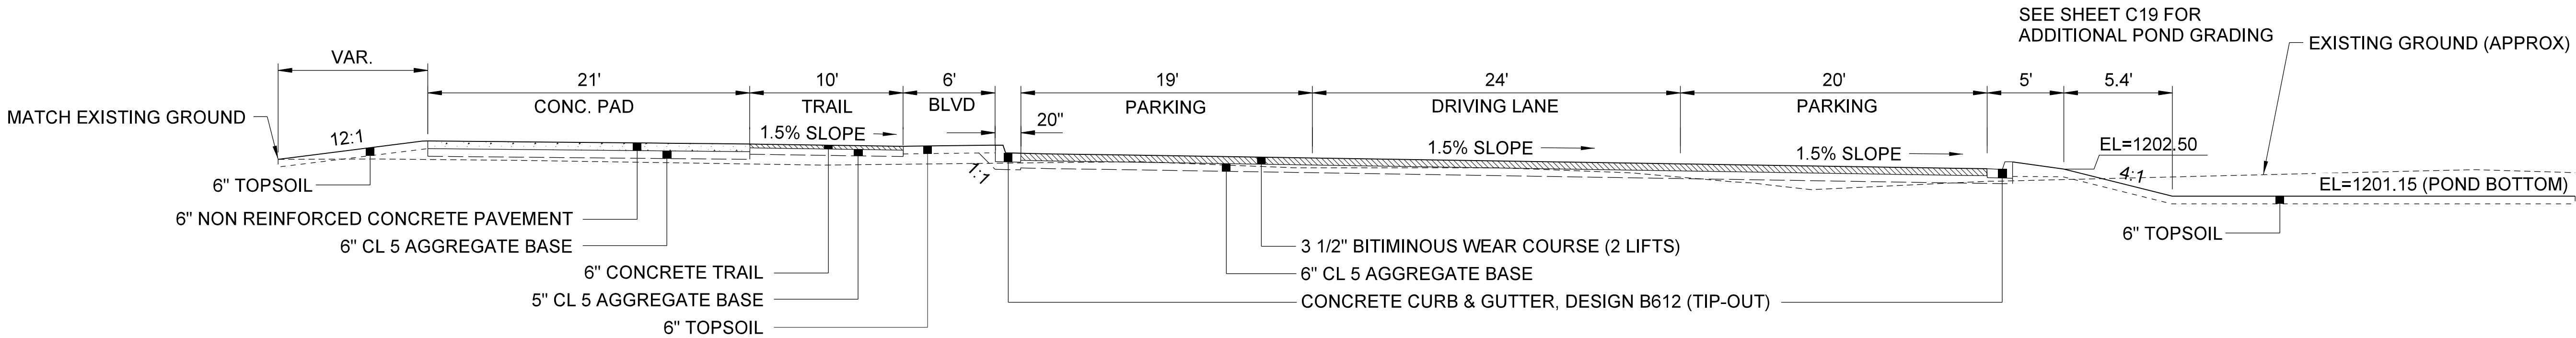 SEE SHEET C19 FOR
ADDITIONAL POND GRADING
EXISTING GROUND (APPROX)
VAR.
21'
10'
6'
19'
24'
20'
5'
5.4'
CONC. PAD
TRAIL
BLVD
PARKING
DRIVING LANE
PARKING
MATCH EXISTING GROUND
20"
12:1
1.5% SLOPE
1.5% SLOPE
1.5% SLOPE
EL=1202.50
1:1
4:1
EL=1201.15 (POND BOTTOM)
6" TOPSOIL
6" NON REINFORCED CONCRETE PAVEMENT
6" CL 5 AGGREGATE BASE
6" CONCRETE TRAIL
5" CL 5 AGGREGATE BASE
6" TOPSOIL
3 1/2" BITIMINOUS WEAR COURSE (2 LIFTS)
6" CL 5 AGGREGATE BASE
CONCRETE CURB & GUTTER, DESIGN B612 (TIP-OUT)
6" TOPSOIL